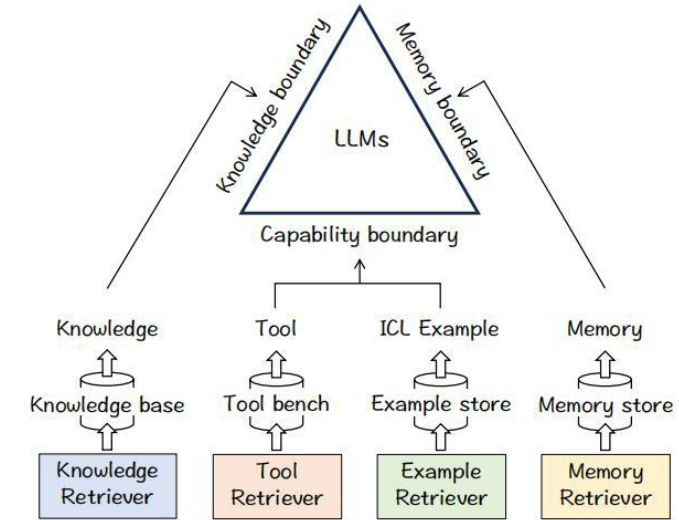 Knowledge boundary
Memory boundary
LLMs
Capability boundary
Knowledge
Tool
ICL Example
Memory
Knowledge base
Tool bench
Example store
Memory store
Knowledge
Retriever
Tool
Retriever
Example
Retriever
Memory
Retriever